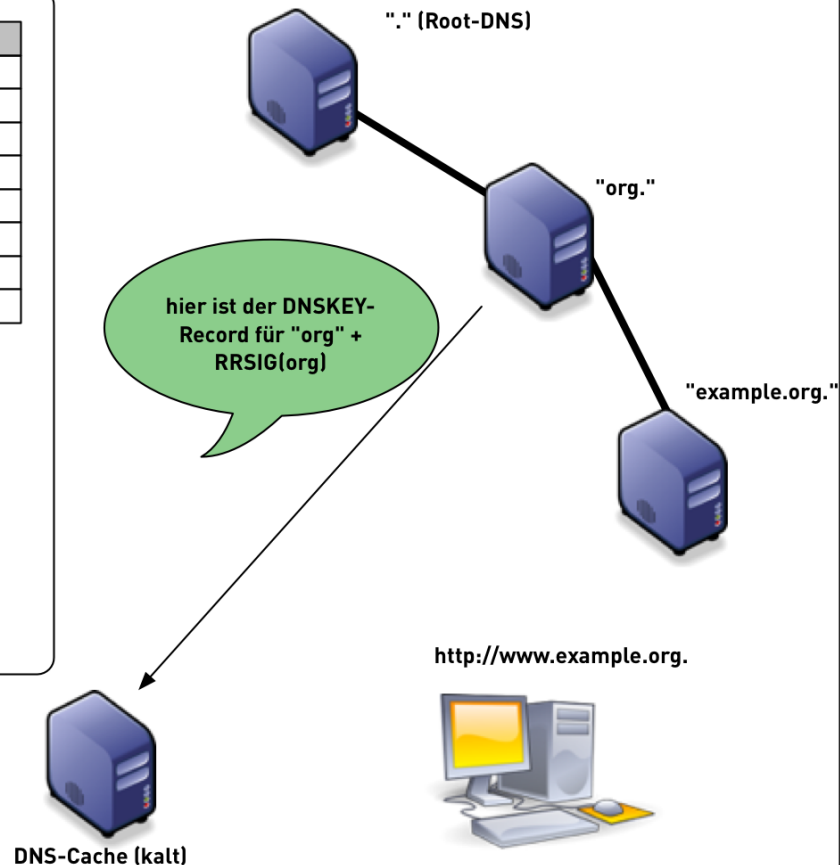 "." (Root-DNS)
"org."
hier ist der DNSKEY-
Record für "org" +
RRSIG(org)
"example.org."
http://www.example.org.
DNS-Cache (kalt)